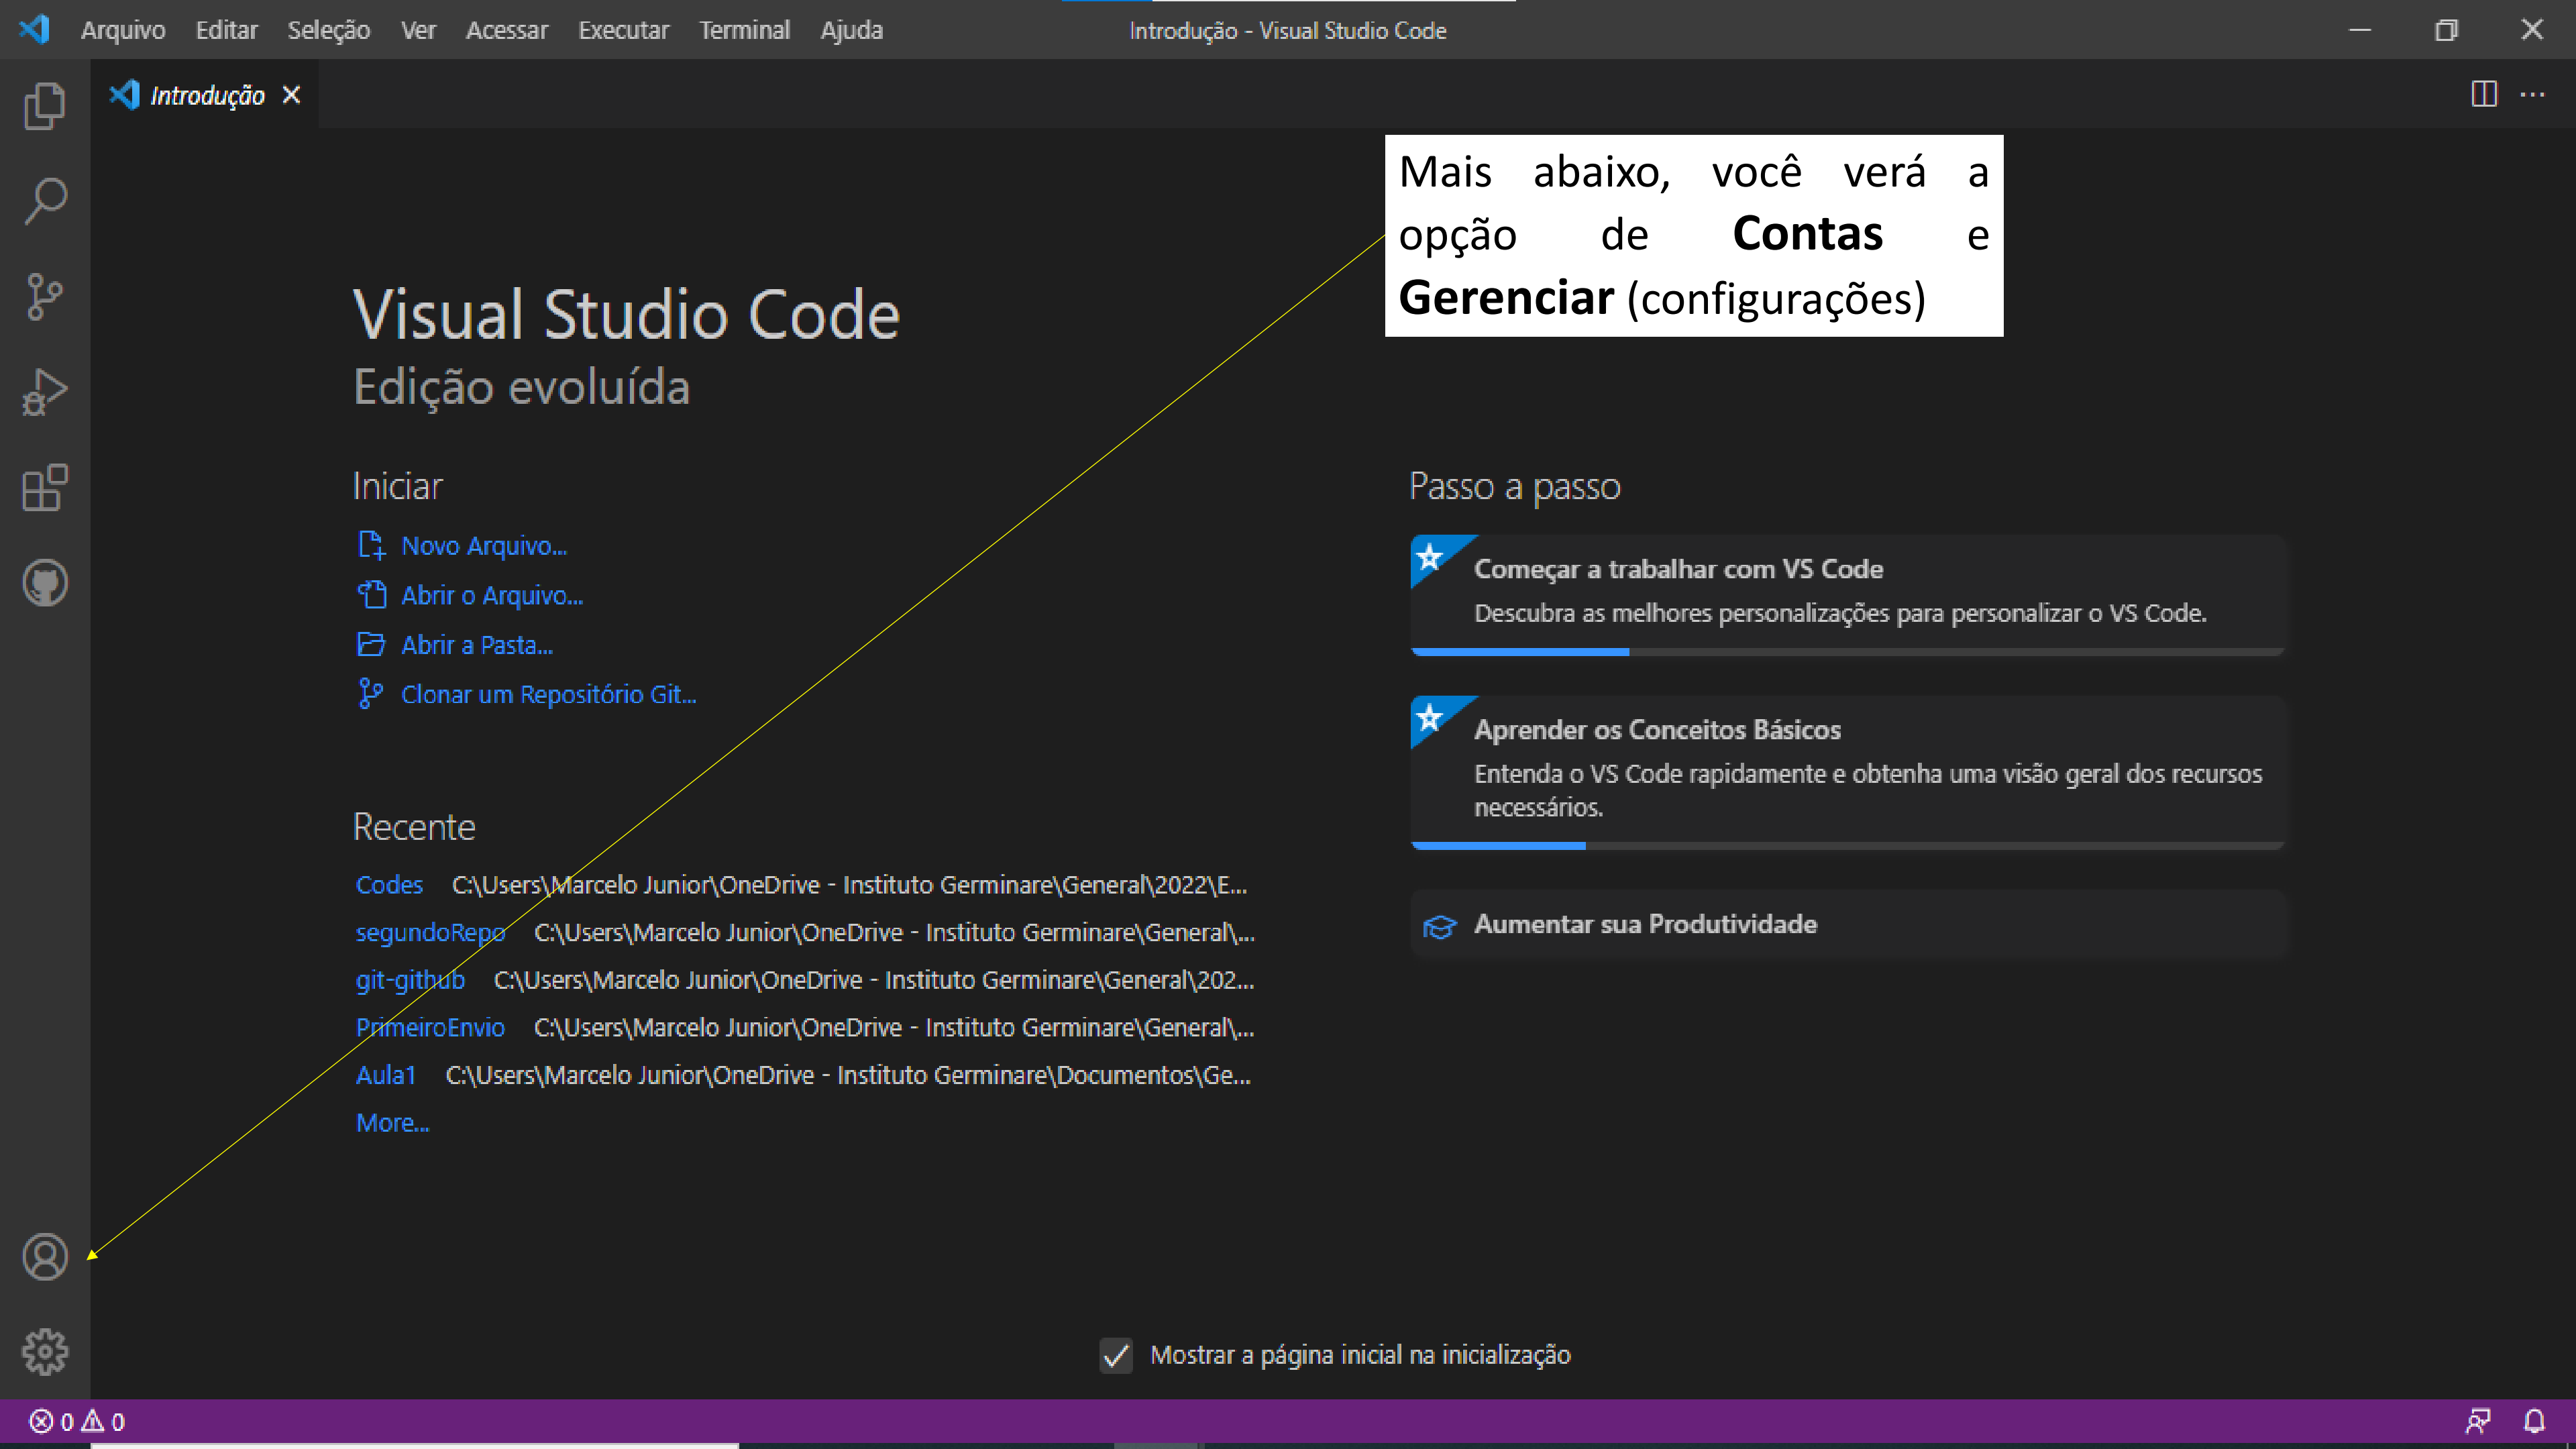 Arquivo Editar Seleção Ver Acessar Executar Terminal Ajuda Introdução - Visual Studio Code
Introdução
Mais abaixo, você verá a
opção de Contas e
Gerenciar (configurações)
Visual Studio Code
Edição evoluída
Iniciar
Novo Arquivo...
Abrir o Arquivo...
Abrir a Pasta...
Clonar um Repositório Git...
Recente
Codes C:\Users\Marcelo Junior\OneDrive - Instituto Germinare\General\2022\E...
segundoRepo C:\Users\Marcelo Junior\OneDrive - Instituto Germinare\General\...
git-github C:\Users\Marcelo Junior\OneDrive - Instituto Germinare\General\202...
PrimeiroEnvio C:\Users\Marcelo Junior\OneDrive - Instituto Germinare\General\...
Aula1 C:\Users\Marcelo Junior\OneDrive - Instituto Germinare\Documentos\Ge...
More...
Passo a passo
Começar a trabalhar com VS Code
Descubra as melhores personalizações para personalizar o VS Code.
Aprender os Conceitos Básicos
Entenda o VS Code rapidamente e obtenha uma visão geral dos recursos
necessários.
Aumentar sua Produtividade
Mostrar a página inicial na inicialização
0 0